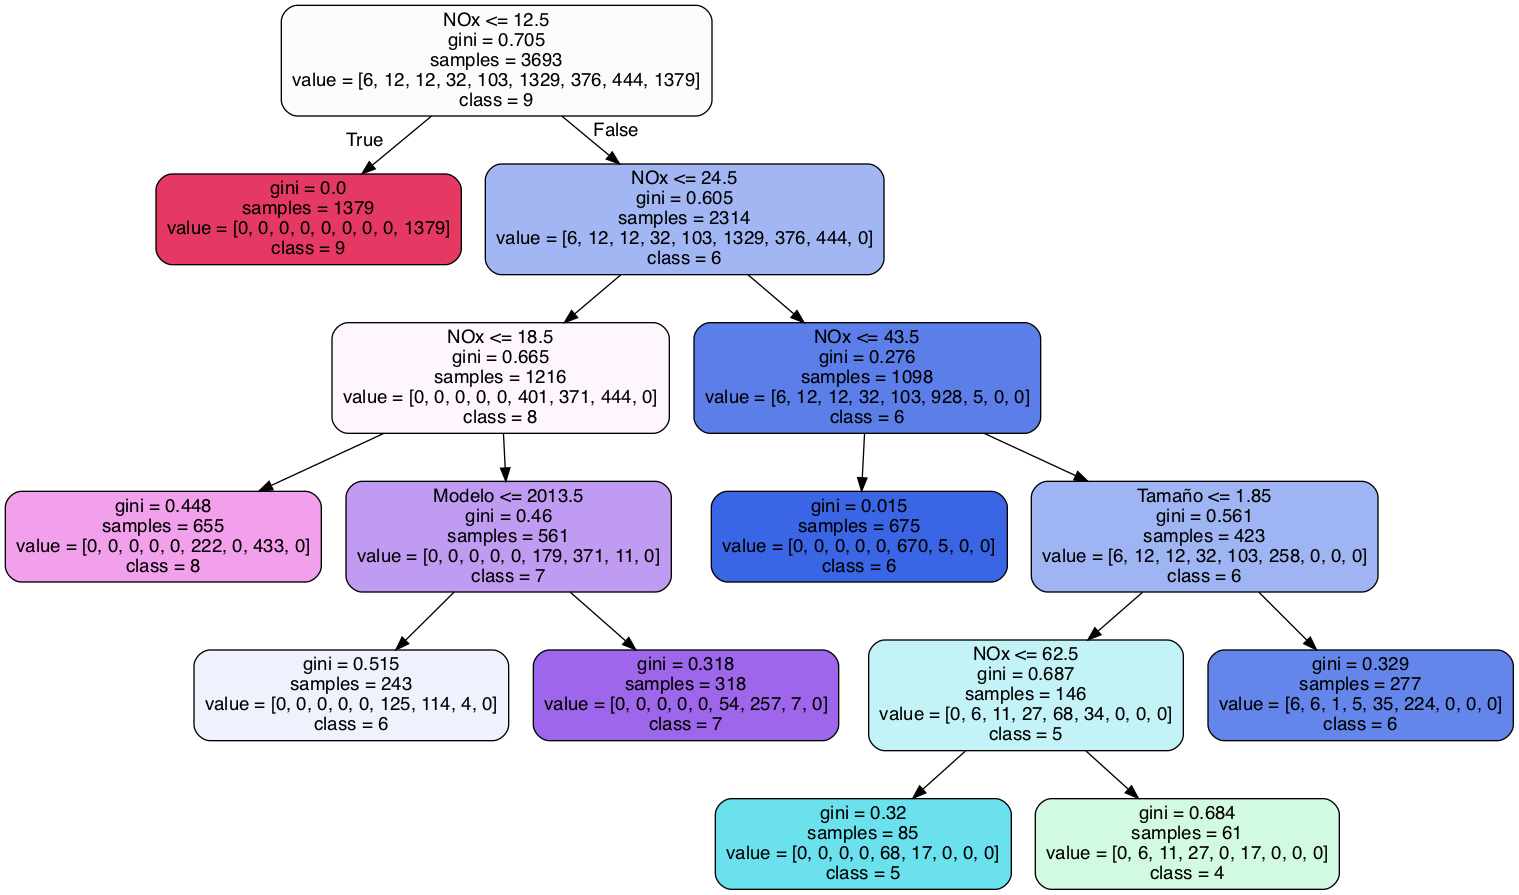 NOx <= 12.5
gini = 0.705
samples = 3693
value = [6, 12, 12, 32, 103, 1329, 376, 444, 1379]
class = 9
True
False
gini = 0.0
samples = 1379
value = [0, 0, 0, 0, 0, 0, 0, 0, 1379]
class = 9
NOx <= 24.5
gini = 0.605
samples = 2314
value = [6, 12, 12, 32, 103, 1329, 376, 444, 0]
class = 6
NOx <= 18.5
gini = 0.665
samples = 1216
value = [0, 0, 0, 0, 0, 401, 371, 444, 0]
class = 8
NOx <= 43.5
gini = 0.276
samples = 1098
value = [6, 12, 12, 32, 103, 928, 5, 0, 0]
class = 6
gini = 0.448
samples = 655
value = [0, 0, 0, 0, 0, 222, 0, 433, 0]
class = 8
Modelo <= 2013.5
gini = 0.46
samples = 561
value = [0, 0, 0, 0, 0, 179, 371, 11, 0]
class = 7
gini = 0.015
samples = 675
value = [0, 0, 0, 0, 0, 670, 5, 0, 0]
class = 6
Tamaño <= 1.85
gini = 0.561
samples = 423
value = [6, 12, 12, 32, 103, 258, 0, 0, 0]
class = 6
gini = 0.515
samples = 243
value = [0, 0, 0, 0, 0, 125, 114, 4, 0]
class = 6
gini = 0.318
samples = 318
value = [0, 0, 0, 0, 0, 54, 257, 7, 0]
class = 7
NOx <= 62.5
gini = 0.687
samples = 146
value = [0, 6, 11, 27, 68, 34, 0, 0, 0]
class = 5
gini = 0.329
samples = 277
value = [6, 6, 1, 5, 35, 224, 0, 0, 0]
class = 6
gini = 0.32
samples = 85
value = [0, 0, 0, 0, 68, 17, 0, 0, 0]
class = 5
gini = 0.684
samples = 61
value = [0, 6, 11, 27, 0, 17, 0, 0, 0]
class = 4